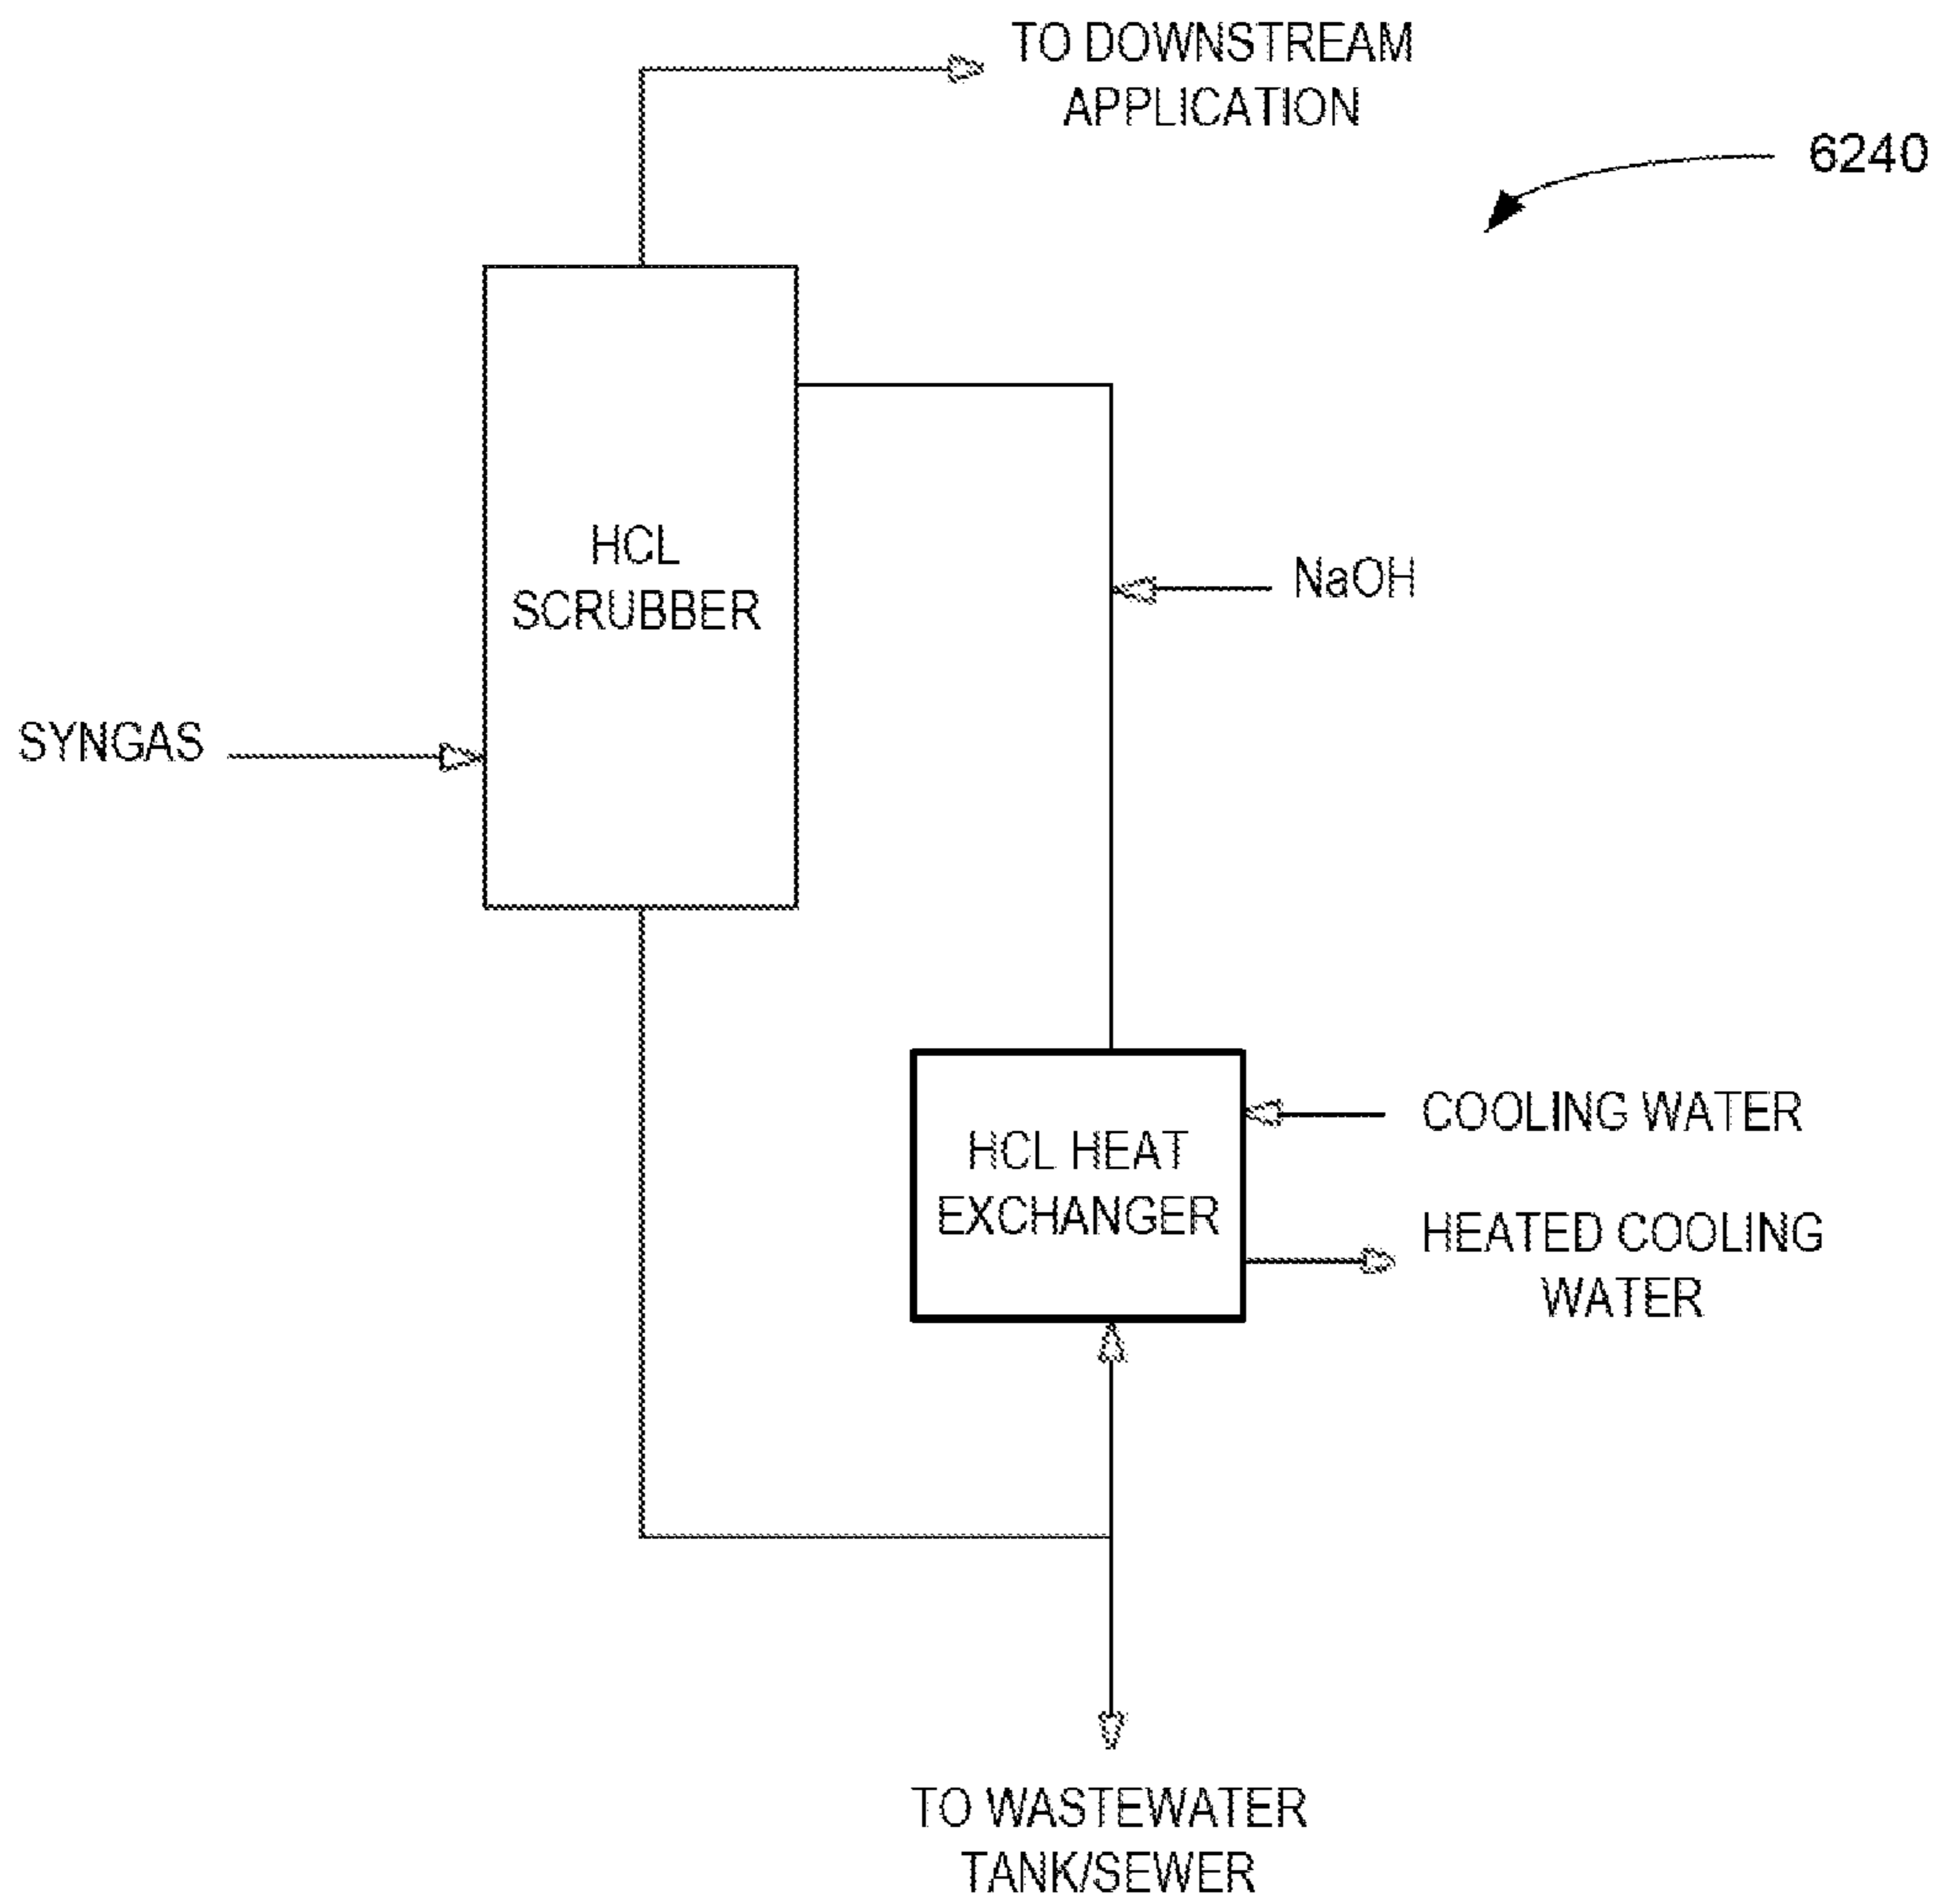 TO DOWNSTREAM
APPLICATION
6240
HCL
SCRUBBER
NaOH
SYNGAS
COOLING WATER
HCL HEAT
EXCHANGER
HEATED COOLING
WATER
TO WASTEWATER
TANK/SEWER